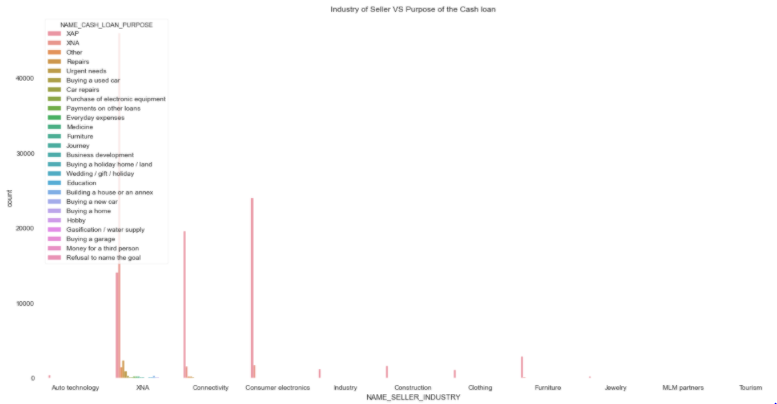 Industry of Seller VS Purpose of the Cash loan
NAME_CASH_LOAN_PURPOSE
XAP
XNA
Other
Repairs
Urgent needs
Buying a used car
Car repairs
Purchase of electronic equipment
Payments on other loans
Everyday expenses
Medicine
Furniture
Journey
Business development
Buying a holiday home / land
Wedding / gift / holiday
Education
Building a house or an annex
Buying a new car
Buying a home
Hobby
Gasification / water supply
Buying a garage
Money for a third person
Refusal to name the goal
40000
30000
20000
10000
0
count
Auto technology XNA Connectivity Consumer electronics Industry Construction Clothing Furniture Jewelry MLM partners Tourism
NAME_SELLER_INDUSTRY